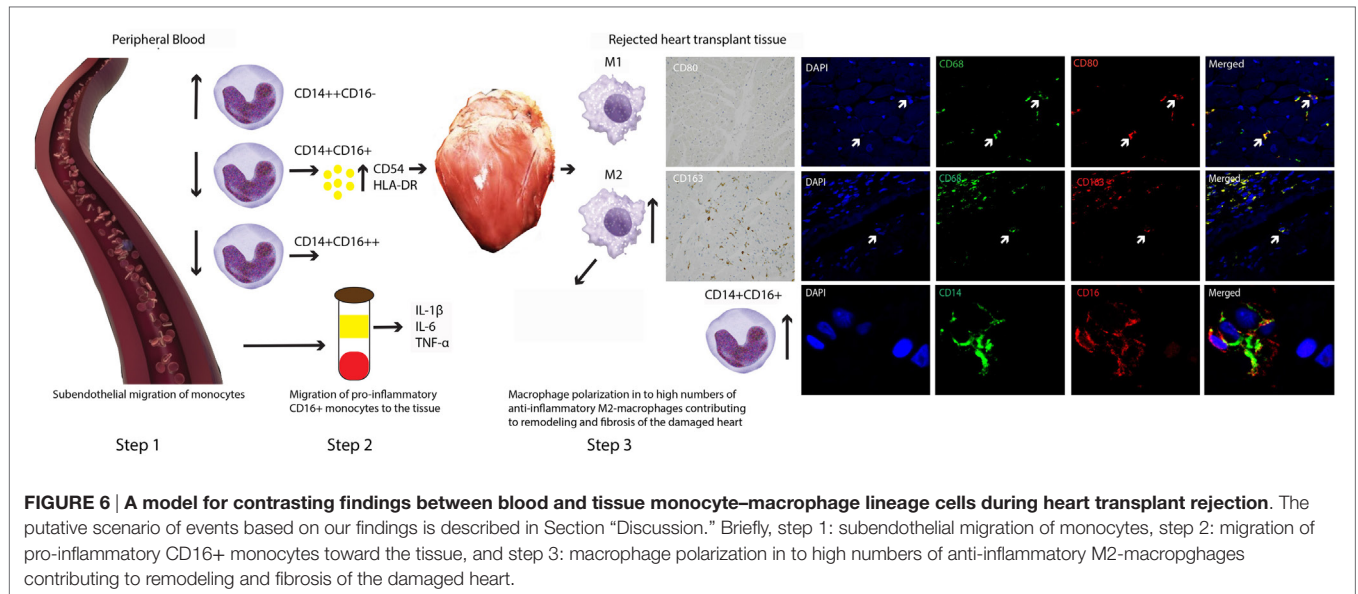 Peripheral Blood
CD14++CD16-
CD14+CD16+
CD54
HLA-DR
CD14+CD16++
IL-1β
IL-6
TNF-α
Subendothelial migration of monocytes
Migration of pro-inflammatory
CD16+ monocytes to the tissue
Step 1
Step 2
Rejected heart transplant tissue
M1
M2
Macrophage polarization in to high numbers of
anti-inflammatory M2-macrophages contributing
to remodeling and fibrosis of the damaged heart
Step 3
CD80
CD163
CD14+CD16+
DAPI
CD68
CD80
Merged
DAPI
CD68
CD163
Merged
DAPI
CD14
CD16
Merged
FIGURE 6 | A model for contrasting findings between blood and tissue monocyte–macrophage lineage cells during heart transplant rejection. The
putative scenario of events based on our findings is described in Section “Discussion.” Briefly, step 1: subendothelial migration of monocytes, step 2: migration of
pro-inflammatory CD16+ monocytes toward the tissue, and step 3: macrophage polarization in to high numbers of anti-inflammatory M2-macropghages
contributing to remodeling and fibrosis of the damaged heart.